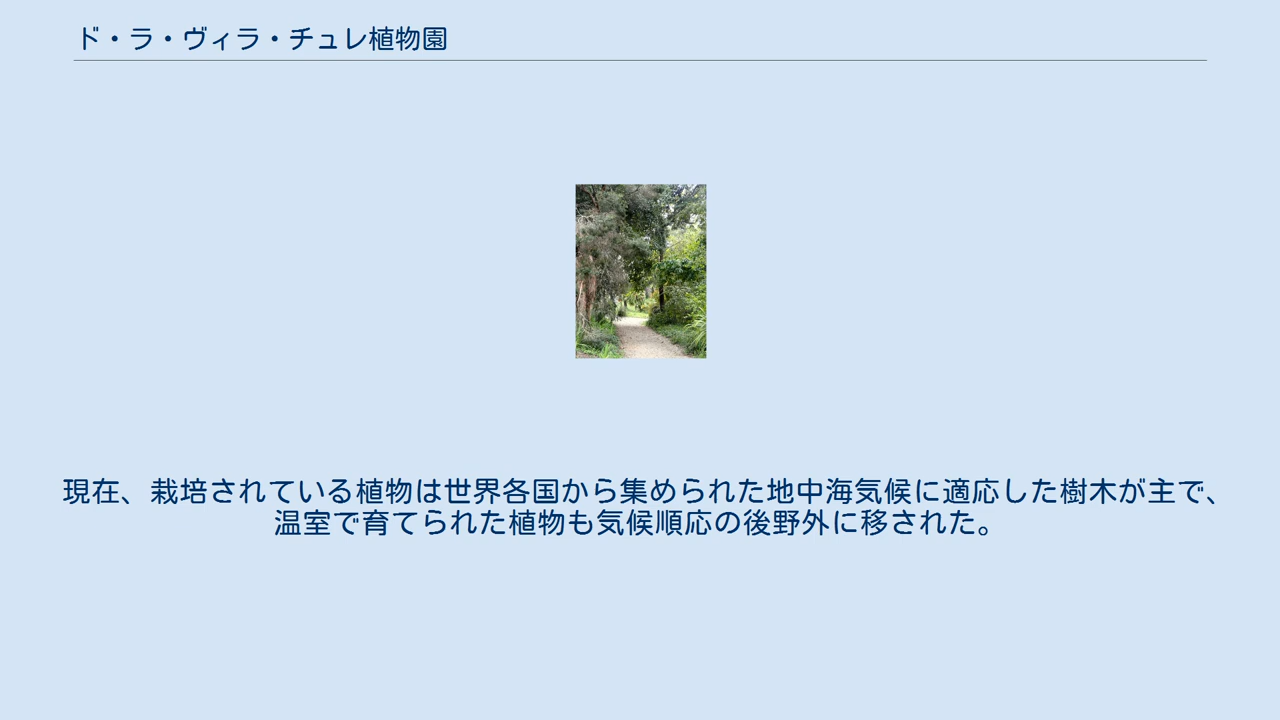 ド・ラ・ヴィラ・チュレ植物園
現在、栽培されている植物は世界各国から集められた地中海気候に適応した樹木が主で、
温室で育てられた植物も気候順応の後野外に移された。